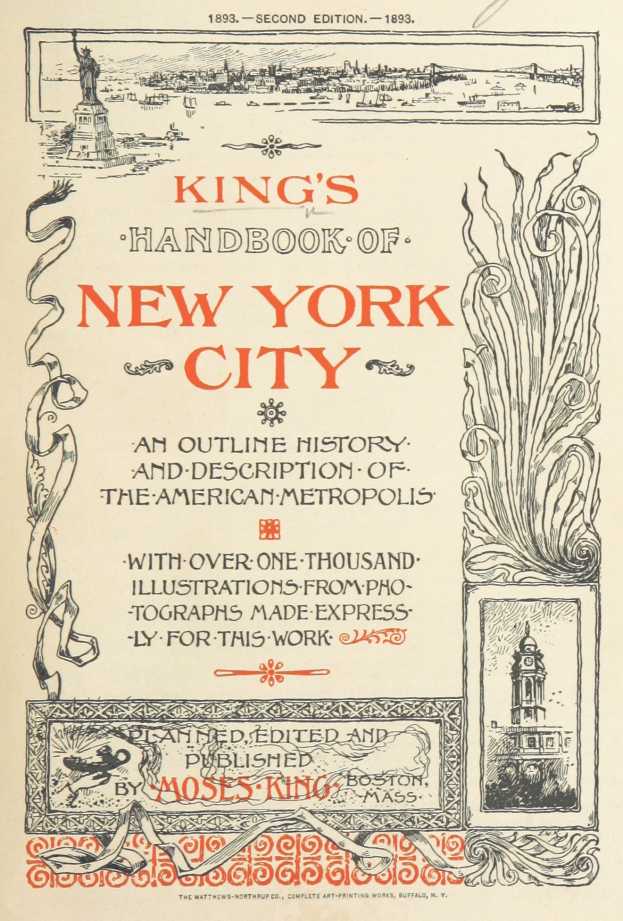 1893.—SECOND EDITION.—1893.
KING'S
·HANDBOOK·OF·
NEW YORK
CITY
·AN OUTLINE HISTORY·
·AND·DESCRIPTION·OF·
·THE·AMERICAN·METROPOLIS·
·WITH·OVER·ONE·THOUSAND·
ILLUSTRATIONS·FROM·PHO-
-TOGRAPHS MADE·EXPRESS-
-LY·FOR·THIS·WORK·
PLANNED, EDITED AND
PUBLISHED
BY·MOSES·KING, BOSTON,
MASS·
THE MATTHEWS-NORTHRUP CO., COMPLETE ART-PRINTING WORKS, BUFFALO, N. Y.